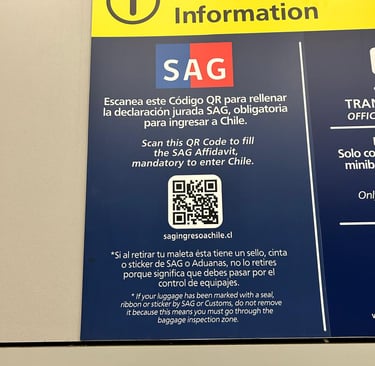 Information
SAG
Escanea este Código QR para rellenar
la declaración jurada SAG, obligatoria
para ingresar a Chile.
Scan this QR Code to fill
the SAG Affidavit,
mandatory to enter Chile.
sagingresoachile.cl
*Si al retirar tu maleta ésta tiene un sello, cinta
o sticker de SAG o Aduanas, no lo retires
porque significa que debes pasar por el
control de equipajes.
* If your luggage has been marked with a seal,
ribbon or sticker by SAG or Customs, do not remove
it because this means you must go through the
baggage inspection zone.
TRAN
OFFIC
Solo co
minib
Onl